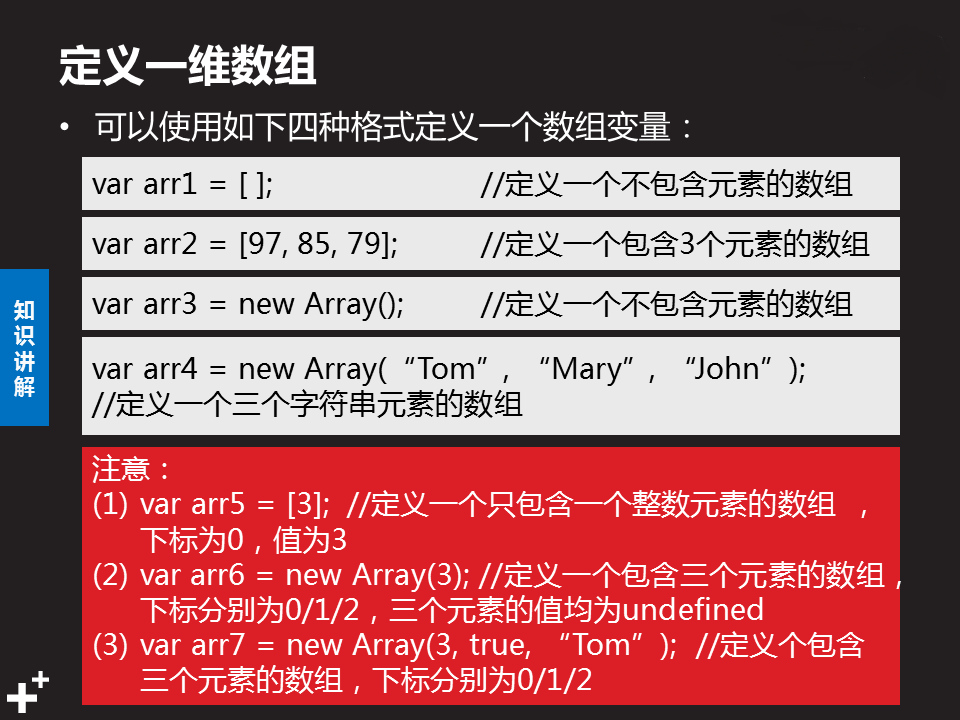 定义一维数组
• 可以使用如下四种格式定义一个数组变量：
var arr1 = [ ]; //定义一个不包含元素的数组
var arr2 = [97, 85, 79]; //定义一个包含3个元素的数组
var arr3 = new Array(); //定义一个不包含元素的数组
var arr4 = new Array(“Tom”, “Mary”, “John”);
//定义一个三个字符串元素的数组
知识讲解
注意：
(1) var arr5 = [3]; //定义一个只包含一个整数元素的数组 ，
下标为0，值为3
(2) var arr6 = new Array(3); //定义一个包含三个元素的数组，
下标分别为0/1/2，三个元素的值均为undefined
(3) var arr7 = new Array(3, true, “Tom”); //定义个包含
三个元素的数组，下标分别为0/1/2